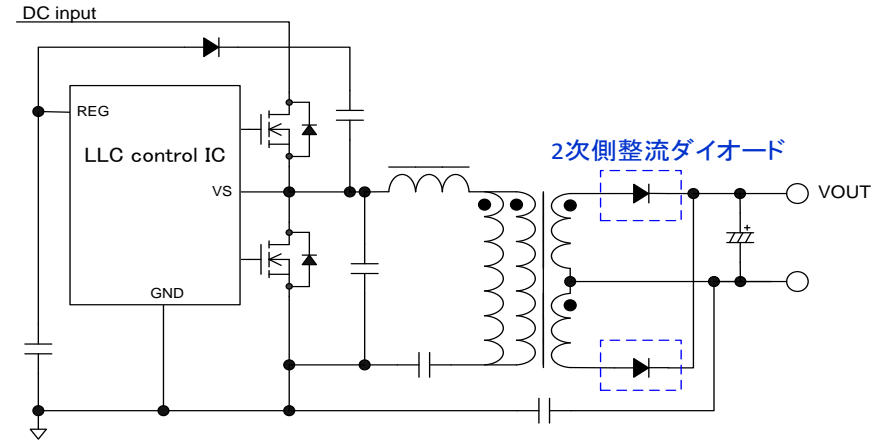 DC input
REG
LLC control IC
2次側整流ダイオード
VS
VOUT
+
GND